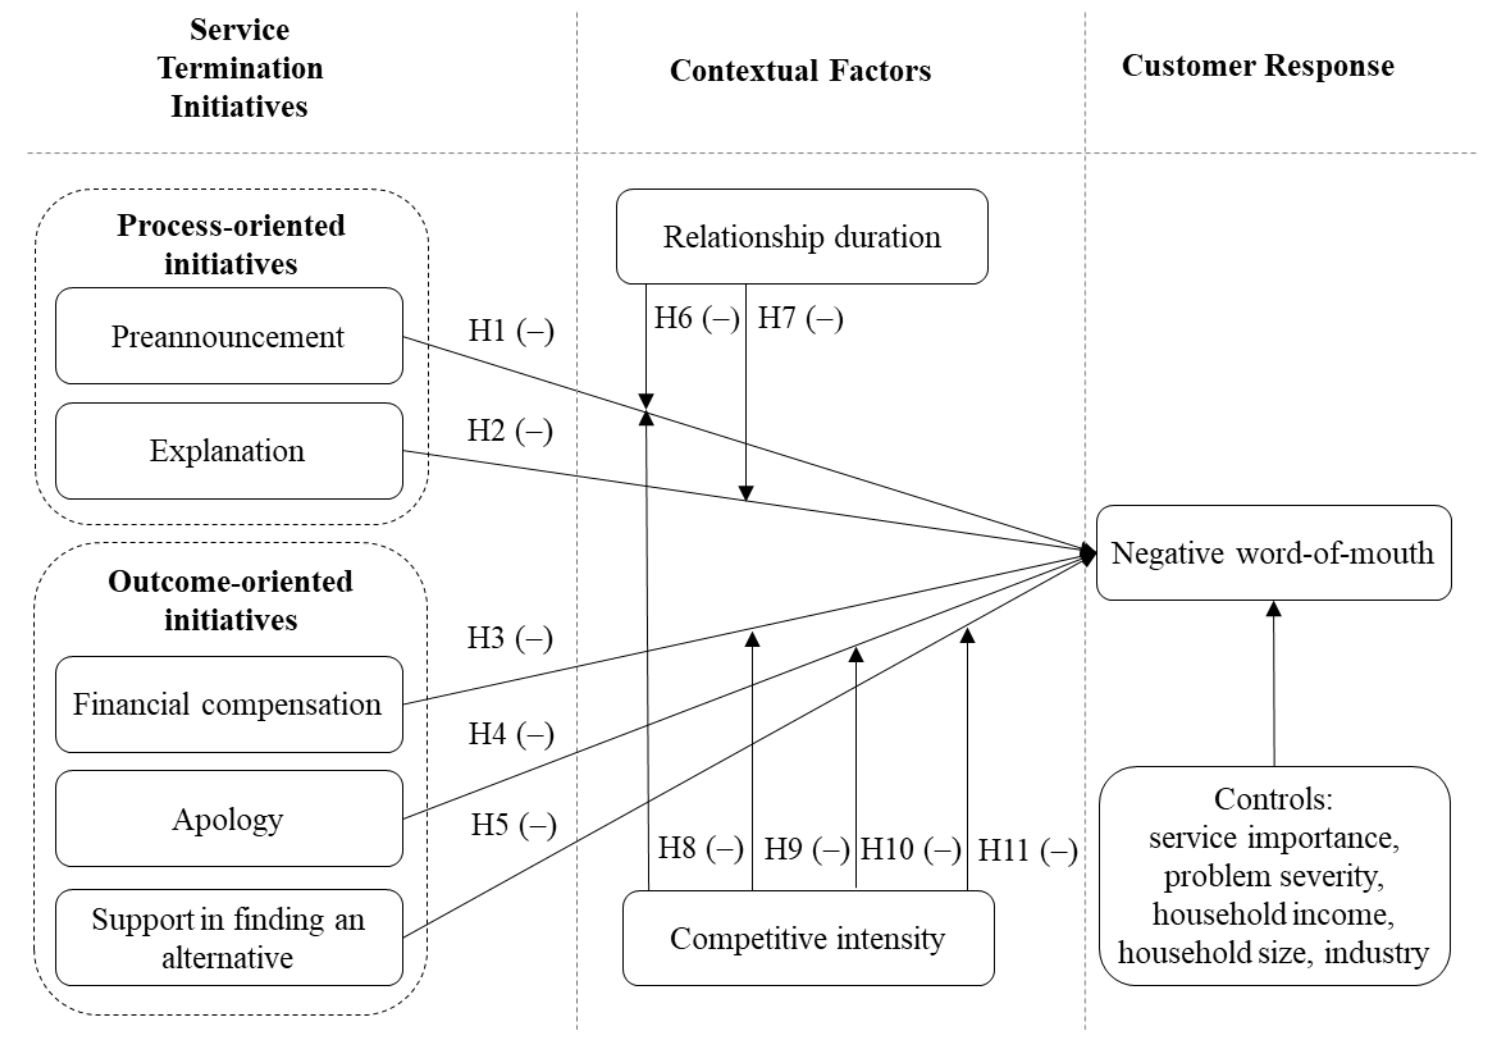 Service
Termination
Initiatives
Contextual Factors
Customer Response
Process-oriented
initiatives
Preannouncement
Explanation
Outcome-oriented
initiatives
Financial compensation
Apology
Support in finding an
alternative
H1 (–)
H2 (–)
H3 (–)
H4 (–)
H5 (–)
Relationship duration
H6 (–)
H7 (–)
H8 (–)
H9 (–)
H10 (–)
H11 (–)
Competitive intensity
Negative word-of-mouth
Controls:
service importance,
problem severity,
household income,
household size, industry